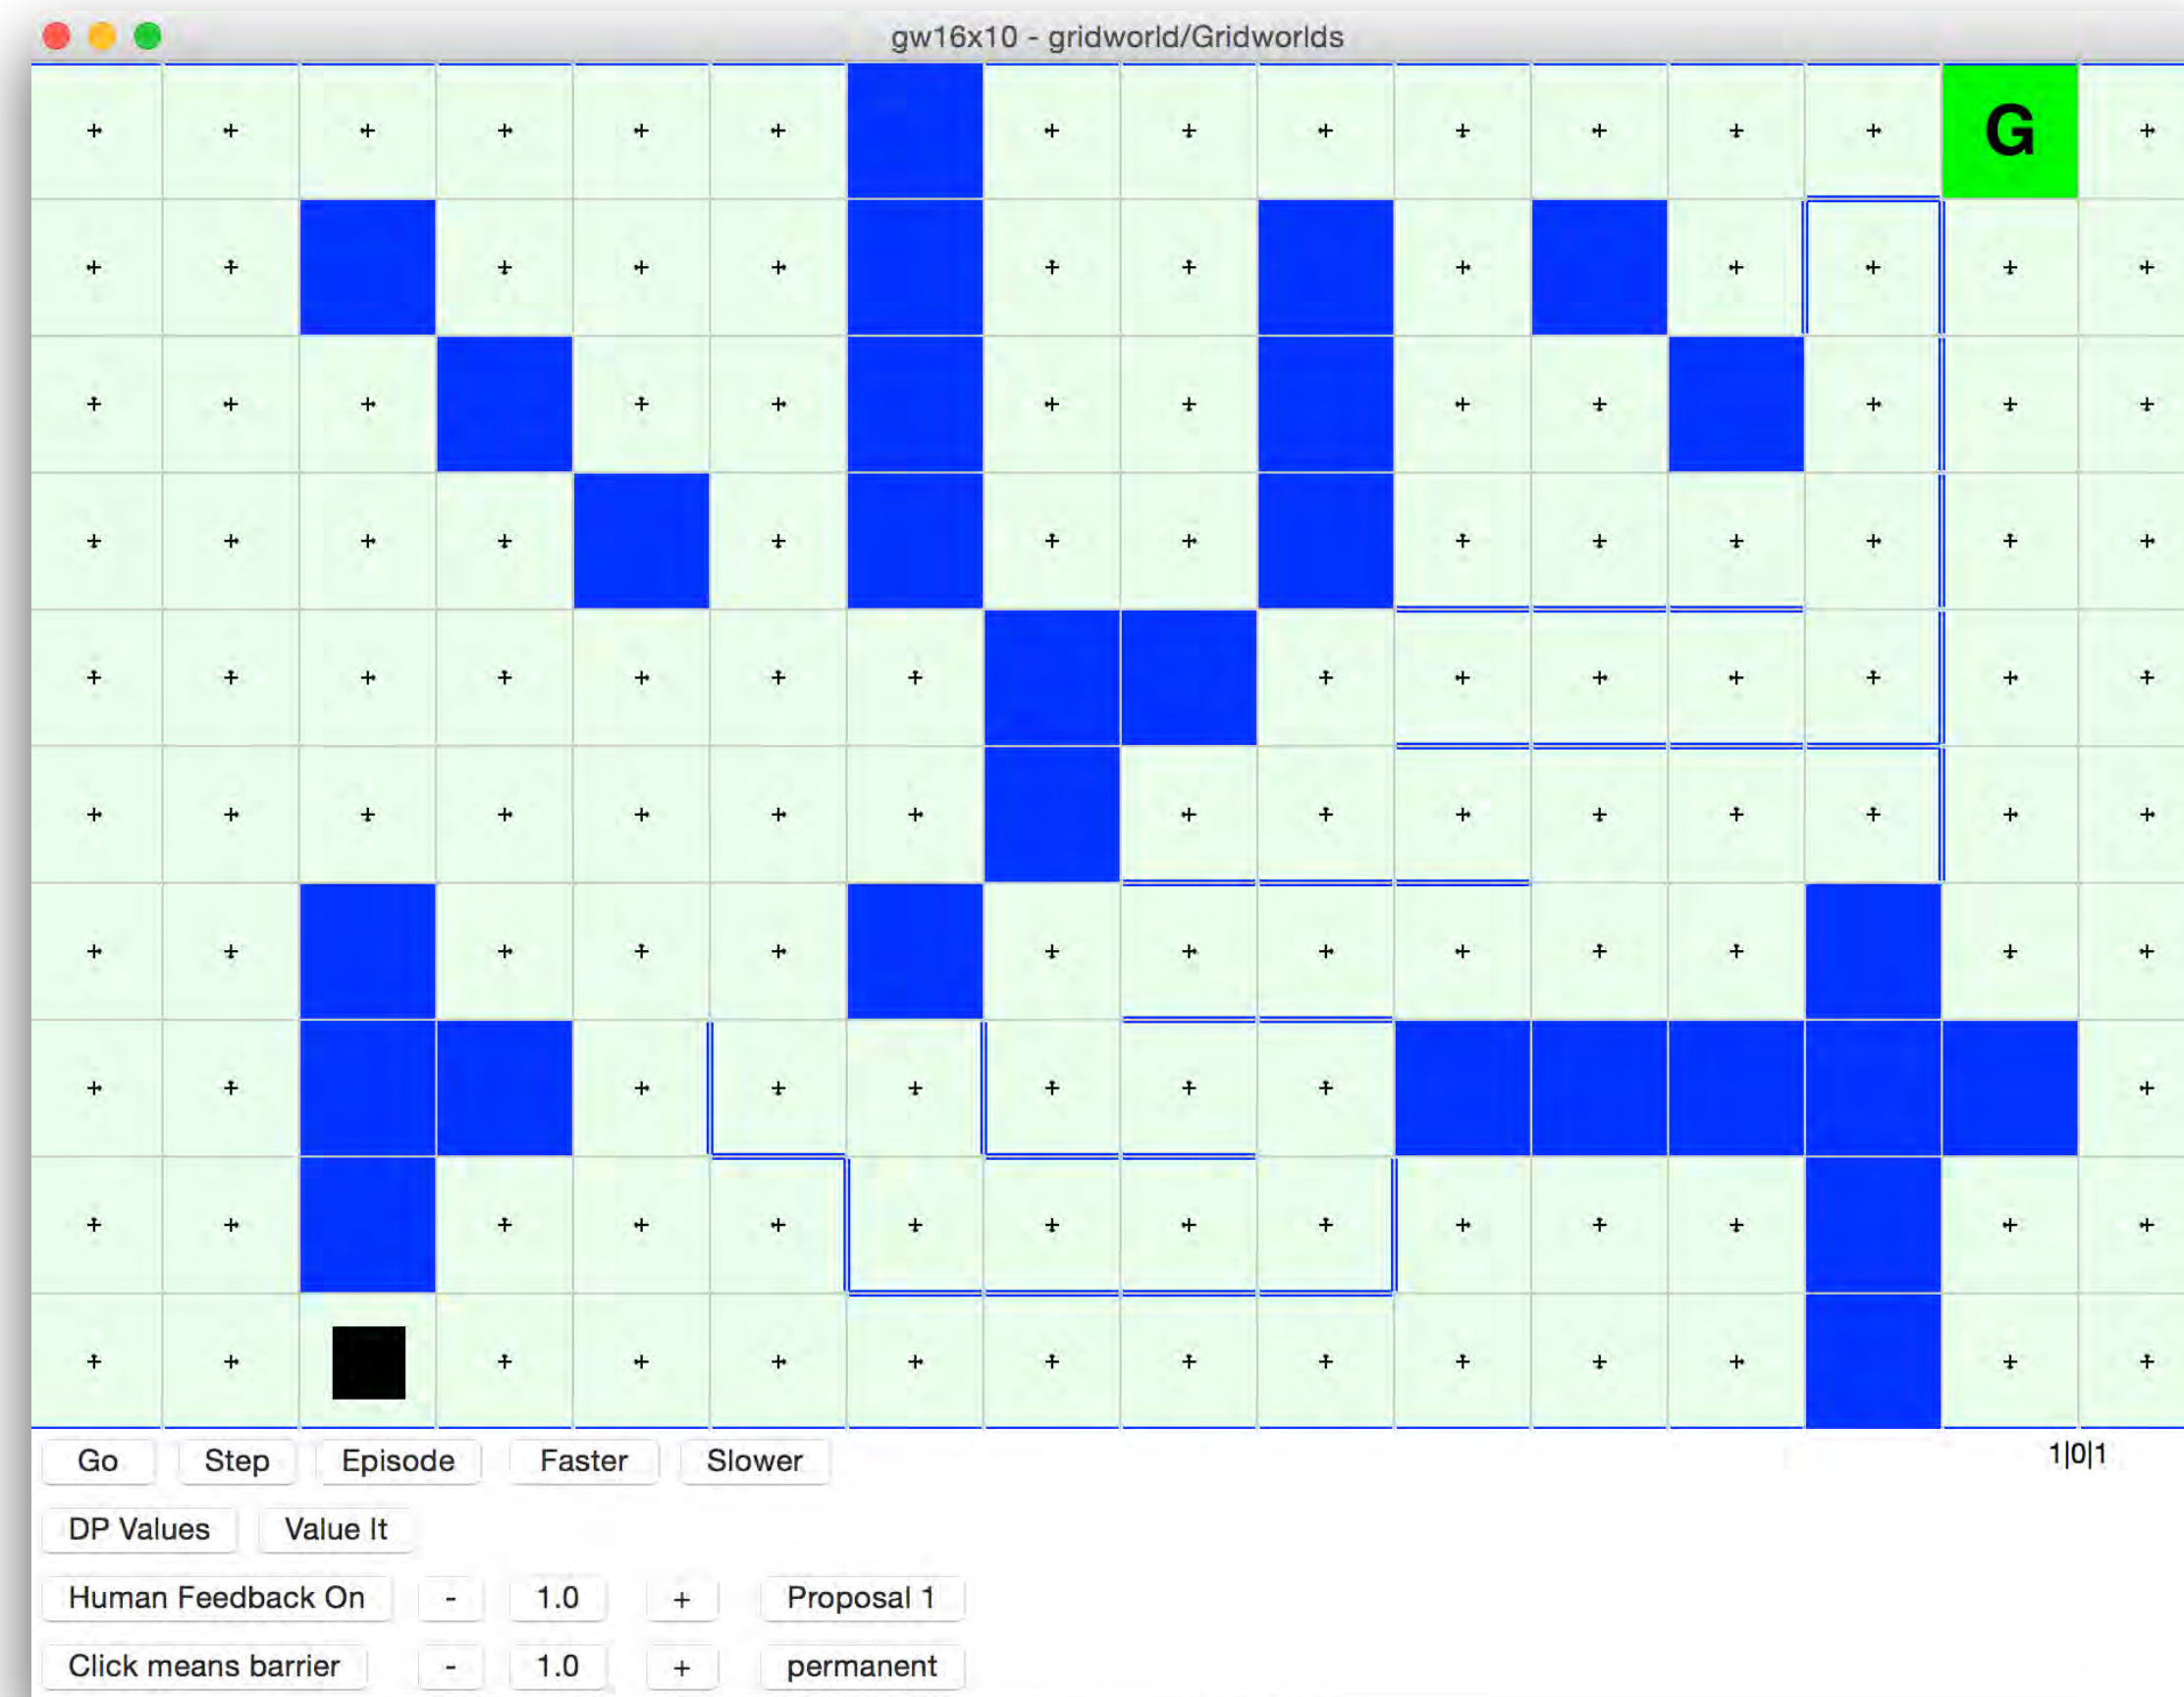 gw16x10 - gridworld/Gridworlds
G
Go Step Episode Faster Slower 1|0|1
DP Values Value It
Human Feedback On - 1.0 + Proposal 1
Click means barrier - 1.0 + permanent